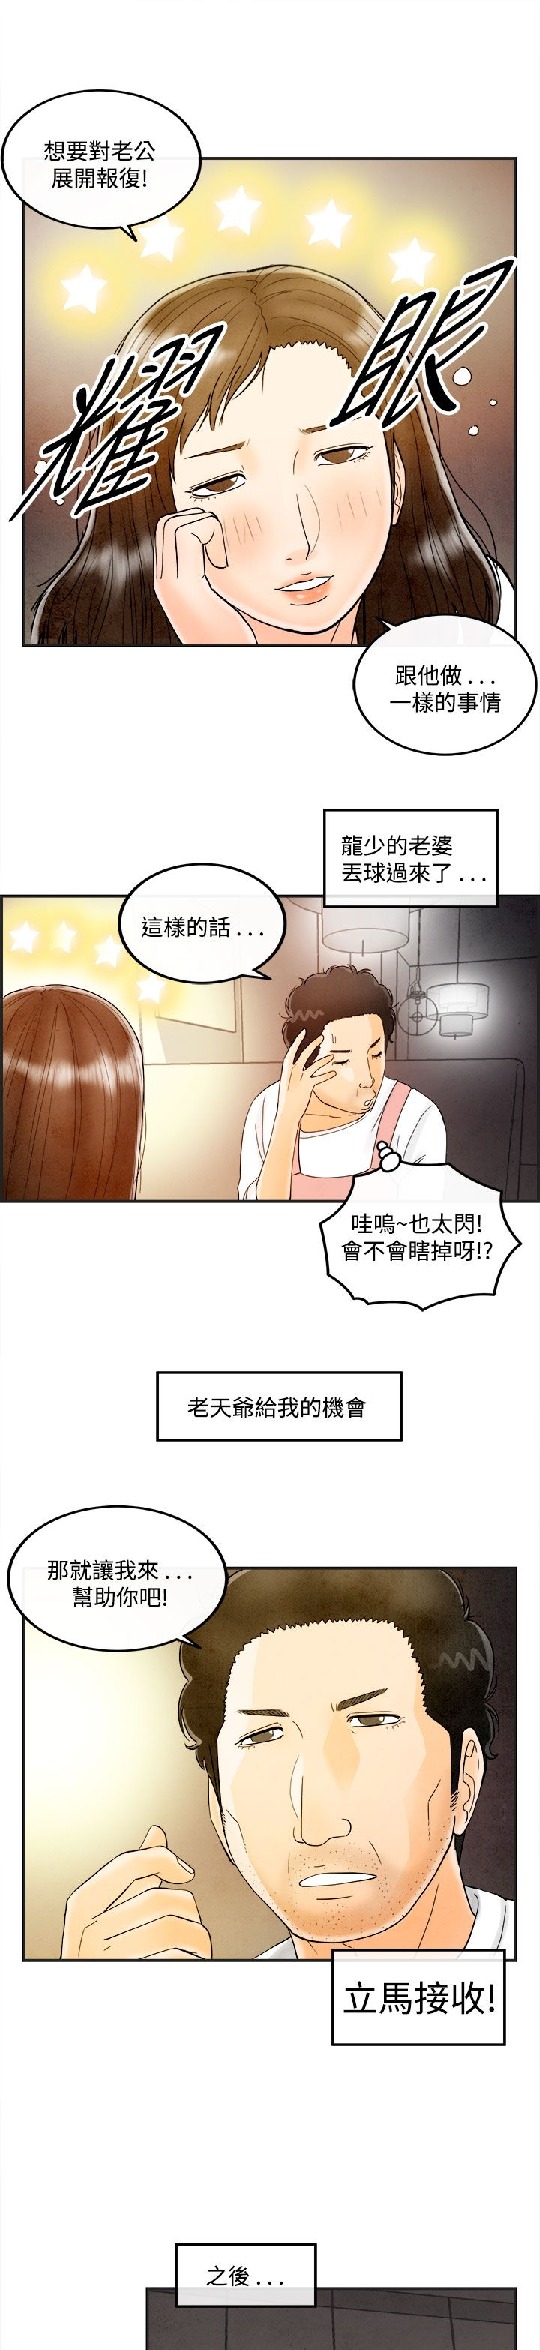 想要對老公
展開報復!
耀眼
跟他做...
一樣的事情
龍少的老婆
丟球過來了...
這樣的話...
哇嗚~也太閃!
會不會瞎掉呀!?
老天爺給我的機會
那就讓我來...
幫助你吧!
立馬接收!
之後...